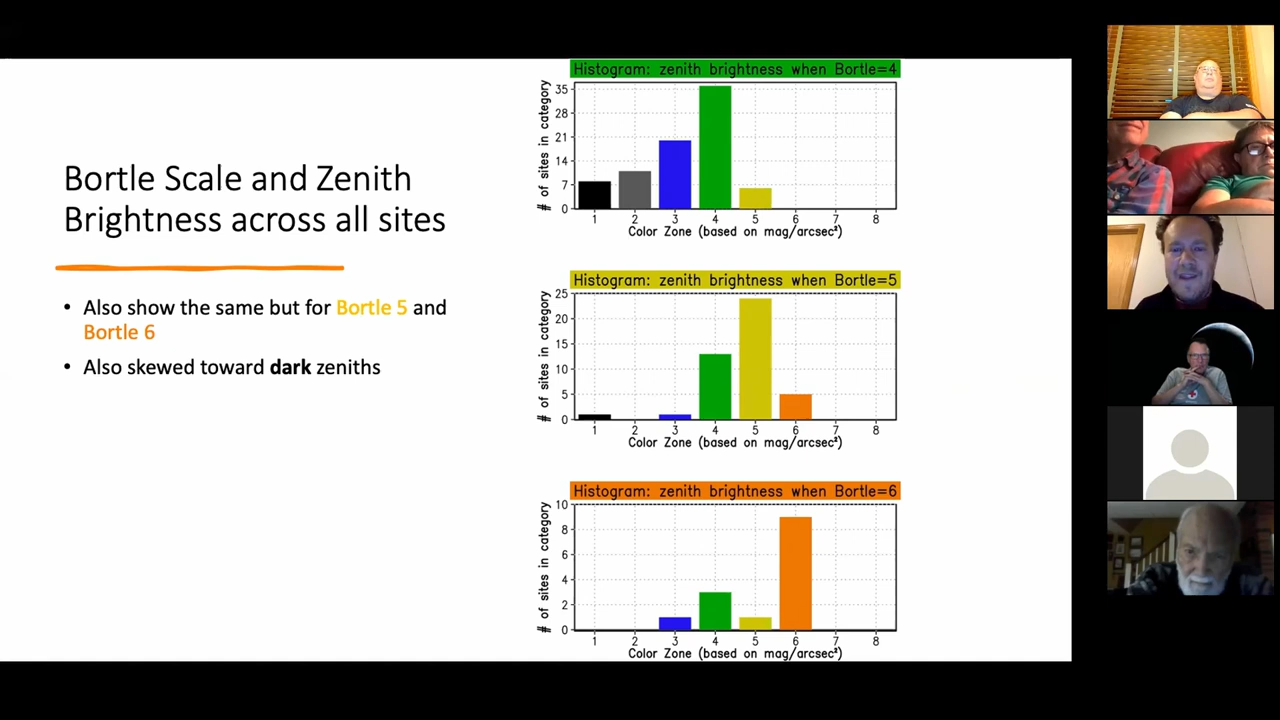 Bortle Scale and Zenith
Brightness across all sites
• Also show the same but for Bortle 5 and
Bortle 6
• Also skewed toward dark zeniths
Histogram: zenith brightness when Bortle=4
# of sites in category
35
28
21
14
7
0
1 2 3 4 5 6 7 8
Color Zone (based on mag/arcsec²)
Histogram: zenith brightness when Bortle=5
# of sites in category
25
20
15
10
5
0
1 2 3 4 5 6 7 8
Color Zone (based on mag/arcsec²)
Histogram: zenith brightness when Bortle=6
# of sites in category
10
8
6
4
2
0
1 2 3 4 5 6 7 8
Color Zone (based on mag/arcsec²)